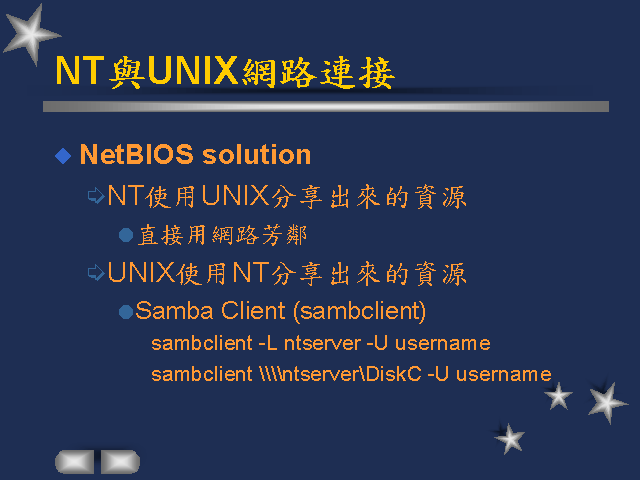 NT與UNIX網路連接
NetBIOS solution
NT使用UNIX分享出來的資源
直接用網路芳鄰
UNIX使用NT分享出來的資源
Samba Client (sambclient)
sambclient -L ntserver -U username
sambclient \\\\ntserver\DiskC -U username